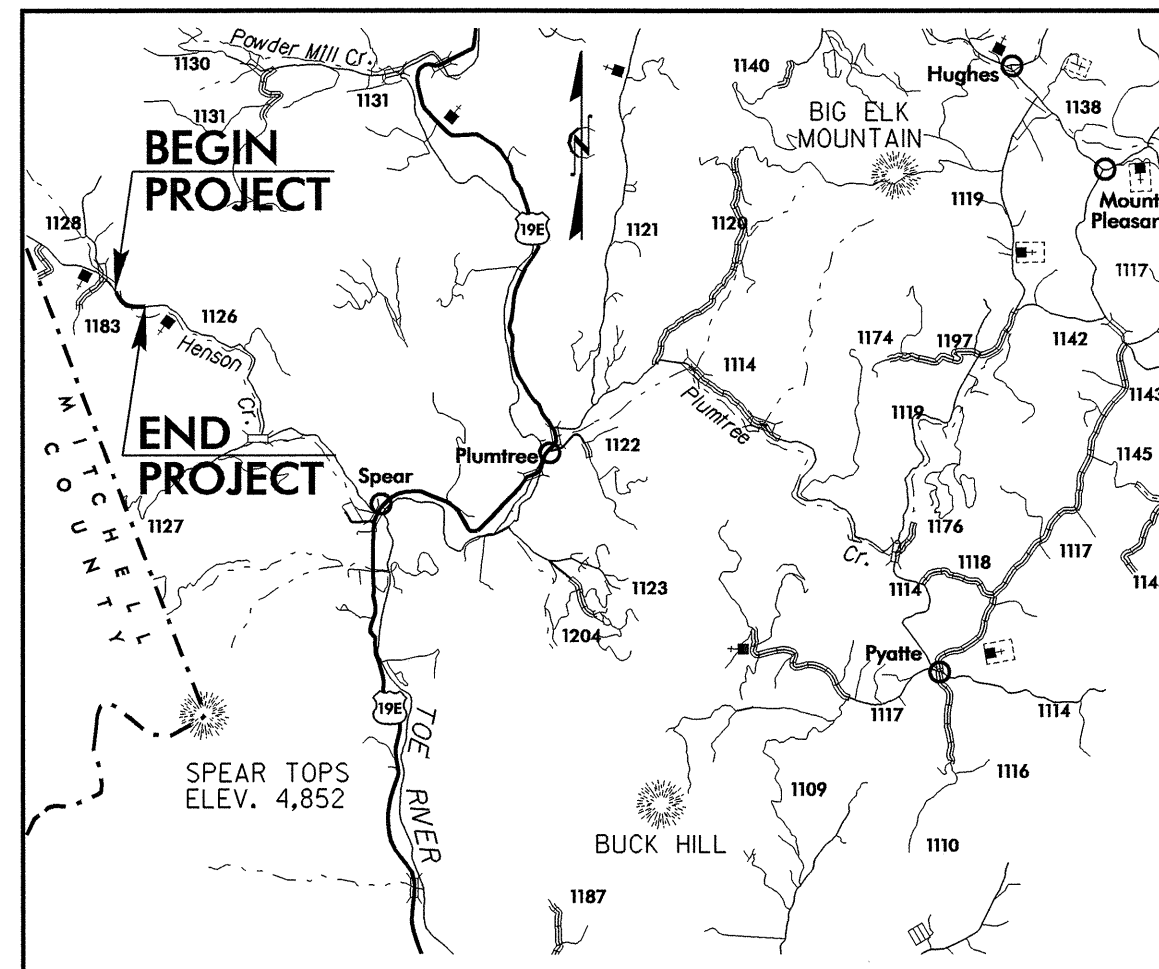 Powder Mill Cr.
1130
1131
1131
BEGIN
PROJECT
1128
1183
1126
Henson
Cr.
END
PROJECT
MITCHELL
COUNTY
1127
Spear
Plumtree
19E
N
1121
1122
1123
1204
19E
TOE RIVER
SPEAR TOPS
ELEV. 4,852
1140
BIG ELK
MOUNTAIN
Hughes
1138
1119
Mount
Pleasan
1117
1120
1114
Plumtree
Cr.
1174
1197
1142
1143
1119
1145
1176
1117
1118
1114
Pyatte
1117
1114
1116
1109
1110
BUCK HILL
1187